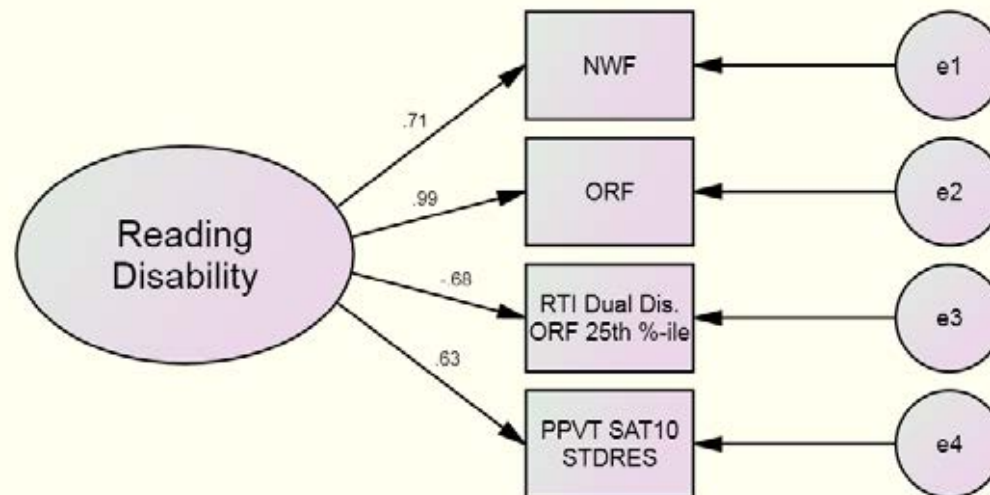 NWF
e1
.71
ORF
e2
.99
Reading
Disability
-.68
RTI Dual Dis.
ORF 25th %-ile
e3
.63
PPVT SAT10
STDRES
e4